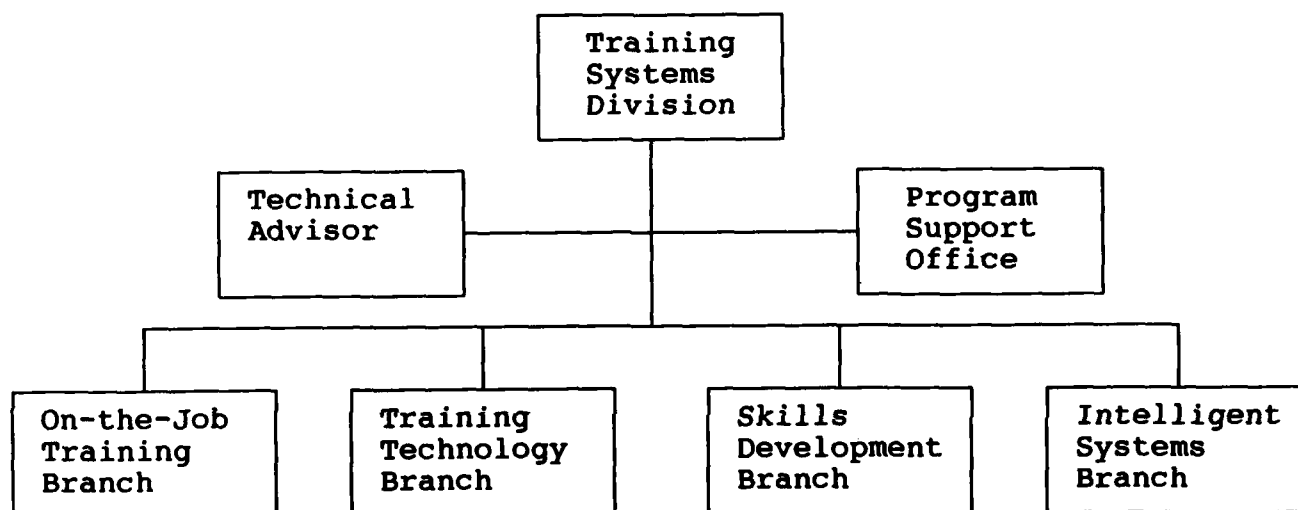 Training
Systems
Division
Technical
Advisor
Program
Support
Office
On-the-Job
Training
Branch
Training
Technology
Branch
Skills
Development
Branch
Intelligent
Systems
Branch